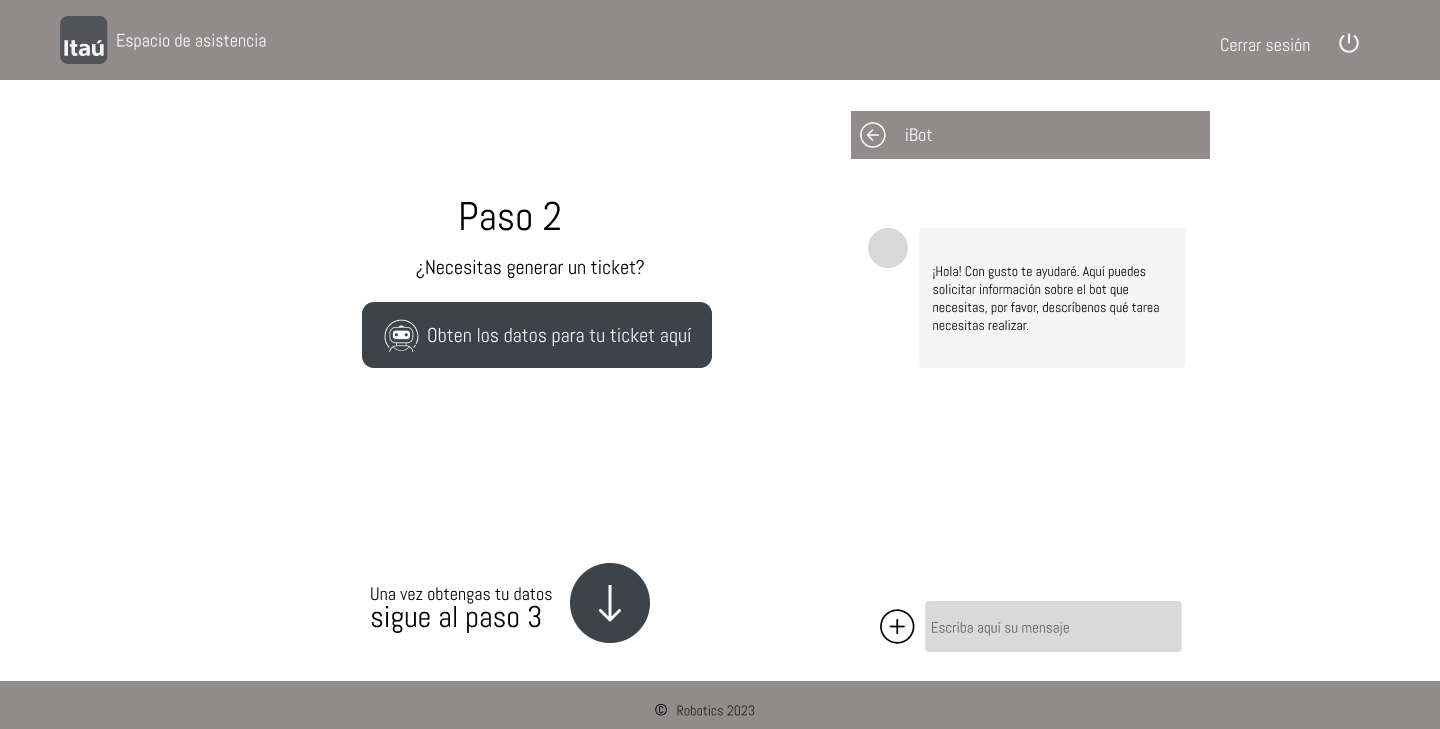 Itaú
Espacio de asistencia
Cerrar sesión
Paso 2
¿Necesitas generar un ticket?
Obten los datos para tu ticket aquí
Una vez obtengas tu datos
sigue al paso 3
iBot
¡Hola! Con gusto te ayudaré. Aquí puedes
solicitar información sobre el bot que
necesitas, por favor, descríbenos qué tarea
necesitas realizar.
Escriba aquí su mensaje
© Robotics 2023